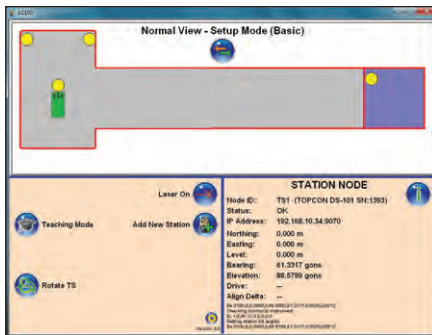 AZ100
Normal View - Setup Mode (Basic)
TS1
Laser On
Teaching Mode
Add New Station
Rotate TS
STATION NODE
Node ID: TS1 (TOPCON DS-101 SN:1393)
Status: OK
IP Address: 192.168.10.34:9070
Northing: 0.000 m
Easting: 0.000 m
Level: 0.000 m
Bearing: 61.3317 gons
Elevation: 88.5799 gons
Drive: --
Align Delta: --